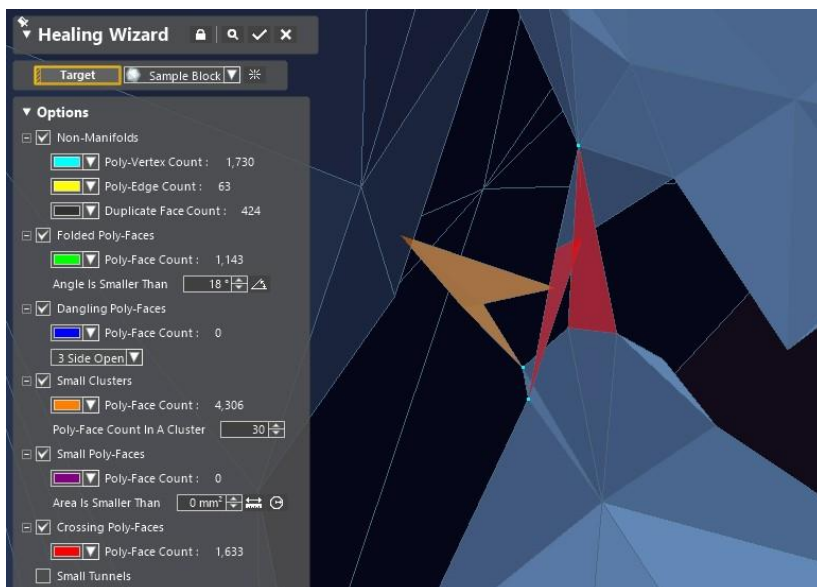 Healing Wizard
Target Sample Block
Options
Non-Manifolds
Poly-Vertex Count : 1,730
Poly-Edge Count : 63
Duplicate Face Count : 424
Folded Poly-Faces
Poly-Face Count : 1,143
Angle Is Smaller Than 18 °
Dangling Poly-Faces
Poly-Face Count : 0
3 Side Open
Small Clusters
Poly-Face Count : 4,306
Poly-Face Count In A Cluster 30
Small Poly-Faces
Poly-Face Count : 0
Area Is Smaller Than 0 mm²
Crossing Poly-Faces
Poly-Face Count : 1,633
Small Tunnels